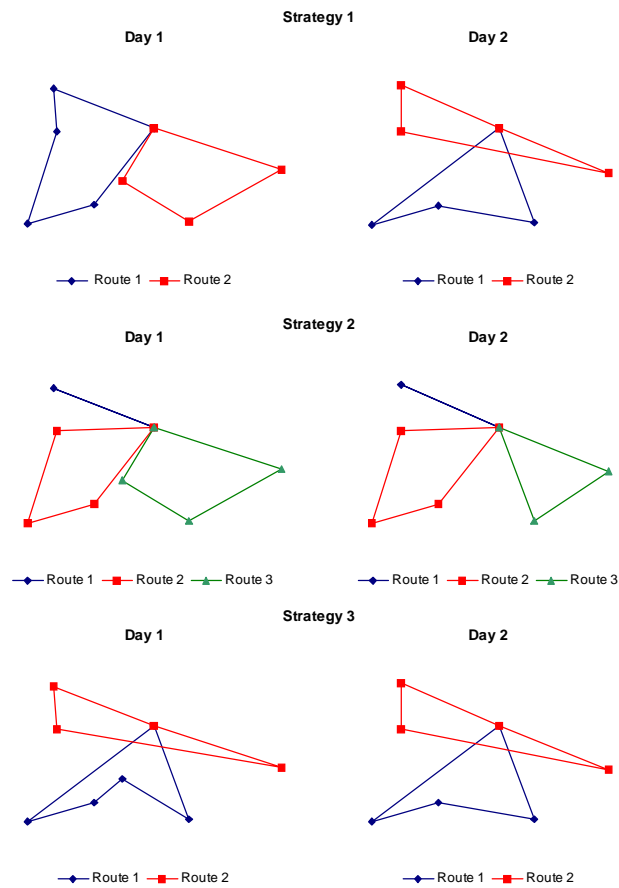 Strategy 1
Day 1 Day 2
Route 1 Route 2 Route 1 Route 2
Strategy 2
Day 1 Day 2
Route 1 Route 2 Route 3 Route 1 Route 2 Route 3
Strategy 3
Day 1 Day 2
Route 1 Route 2 Route 1 Route 2